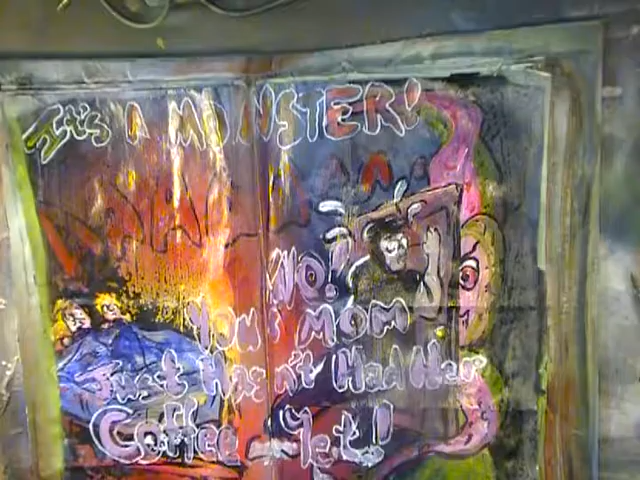 It's A MONSTER!
NO!
Your MOM
Just Hasn't Had Her
Coffee Yet!